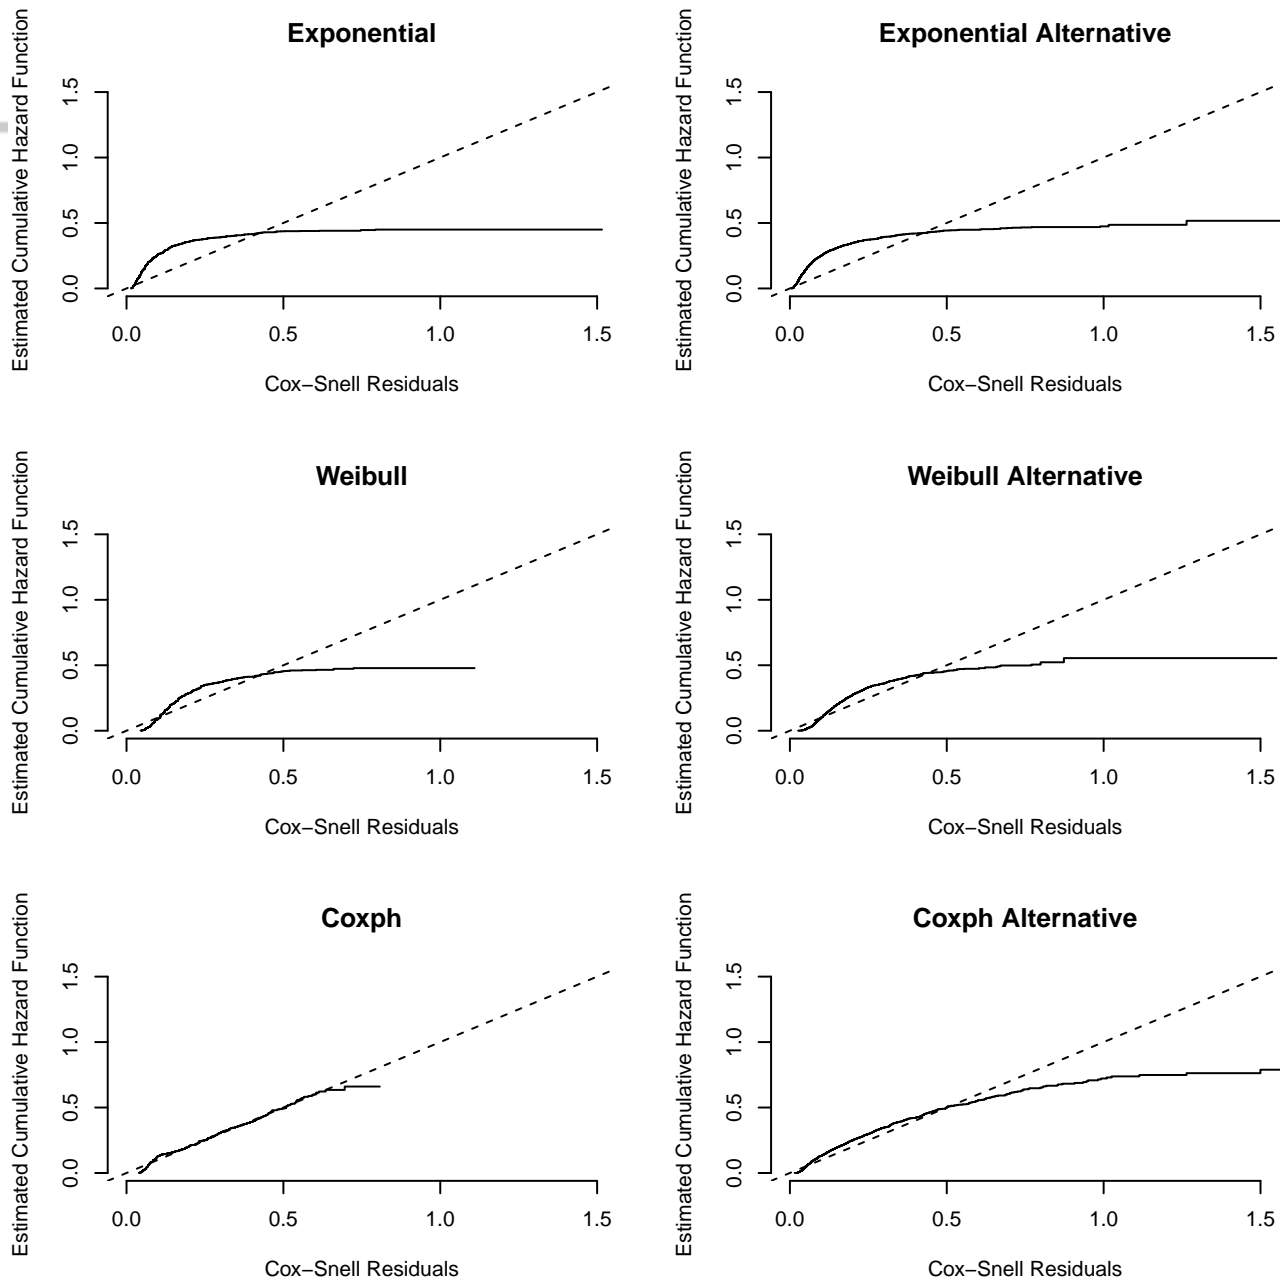 Exponential
Estimated Cumulative Hazard Function
0.0 0.5 1.0 1.5
0.0 0.5 1.0 1.5
Cox−Snell Residuals
Exponential Alternative
Estimated Cumulative Hazard Function
0.0 0.5 1.0 1.5
0.0 0.5 1.0 1.5
Cox−Snell Residuals
Weibull
Estimated Cumulative Hazard Function
0.0 0.5 1.0 1.5
0.0 0.5 1.0 1.5
Cox−Snell Residuals
Weibull Alternative
Estimated Cumulative Hazard Function
0.0 0.5 1.0 1.5
0.0 0.5 1.0 1.5
Cox−Snell Residuals
Coxph
Estimated Cumulative Hazard Function
0.0 0.5 1.0 1.5
0.0 0.5 1.0 1.5
Cox−Snell Residuals
Coxph Alternative
Estimated Cumulative Hazard Function
0.0 0.5 1.0 1.5
0.0 0.5 1.0 1.5
Cox−Snell Residuals